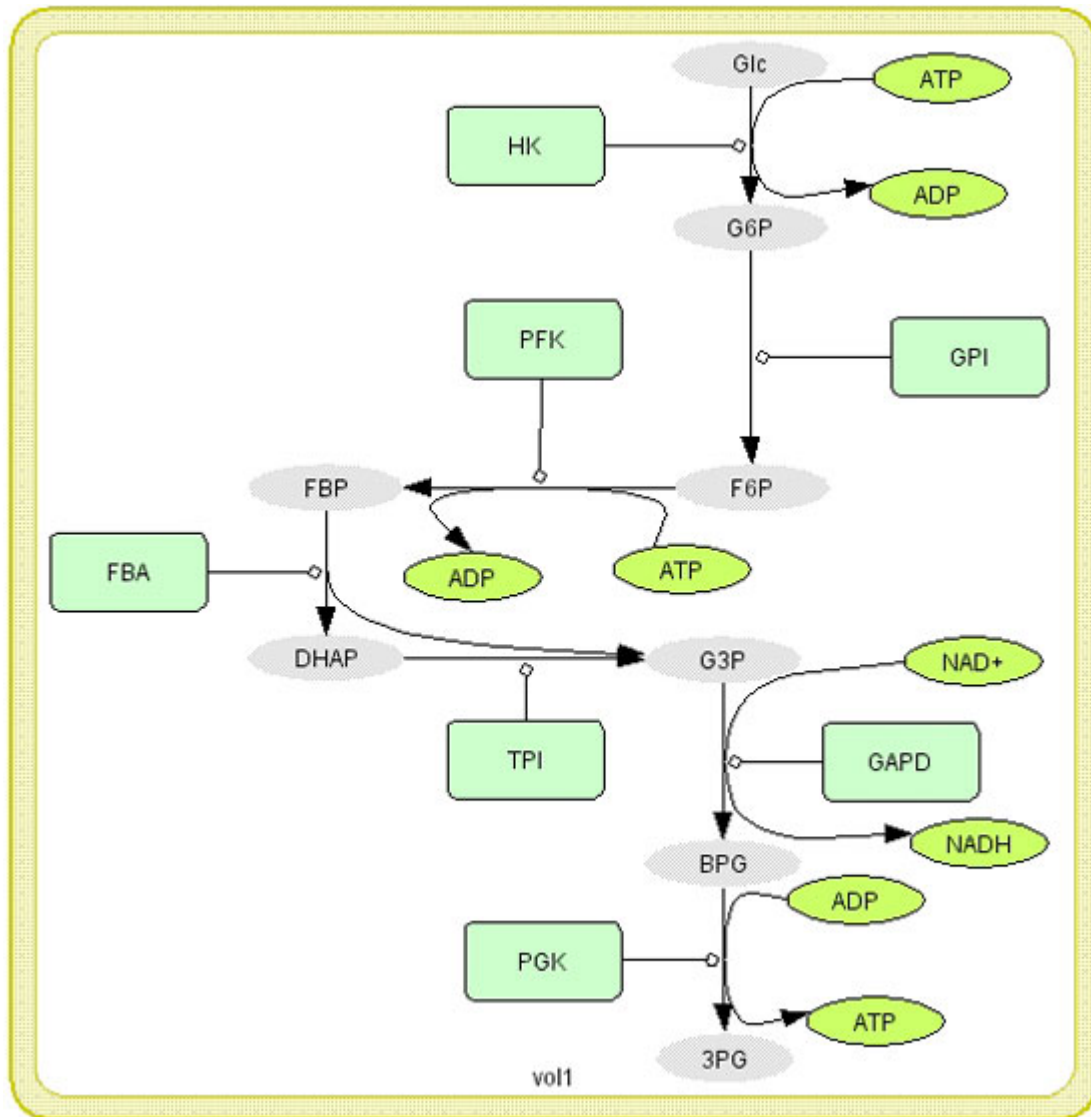 Glc
ATP
HK
ADP
G6P
PFK
GPI
FBP
F6P
FBA
ADP
ATP
DHAP
G3P
NAD+
TPI
GAPD
BPG
NADH
ADP
PGK
ATP
3PG
vol1